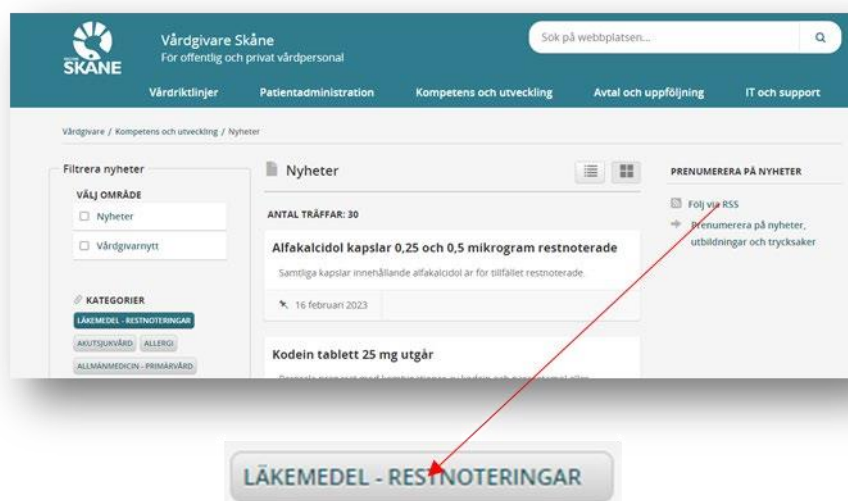 SKÅNE
Vårdgivare Skåne
För offentlig och privat vårdpersonal
Sök på webbplatsen...
Vårdriktlinjer Patientadministration Kompetens och utveckling Avtal och uppföljning IT och support
Vårdgivare / Kompetens och utveckling / Nyheter
Filtrera nyheter
VÄLJ OMRÅDE
Nyheter
Vårdgivarnytt
KATEGORIER
LÄKEMEDEL - RESTNOTERINGAR
AKUTSJUKVÅRD ALLERGI
ALLMÄNMEDICIN - PRIMÄRVÅRD
Nyheter
ANTAL TRÄFFAR: 30
Alfakalcidol kapslar 0,25 och 0,5 mikrogram restnoterade
Samtliga kapslar innehållande alfakalcidol är för tillfället restnoterade.
16 februari 2023
Kodein tablett 25 mg utgår
PRENUMERERA PÅ NYHETER
Följ via RSS
Prenumerera på nyheter,
utbildningar och trycksaker
LÄKEMEDEL - RESTNOTERINGAR